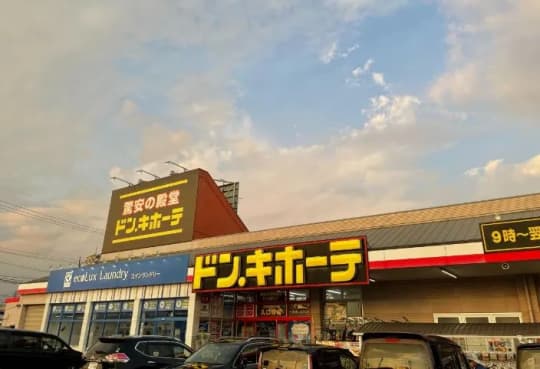 驚安の殿堂
ドン.キホーテ
ecoLux Laundry コインランドリー
ドン.キホーテ
9時〜翌